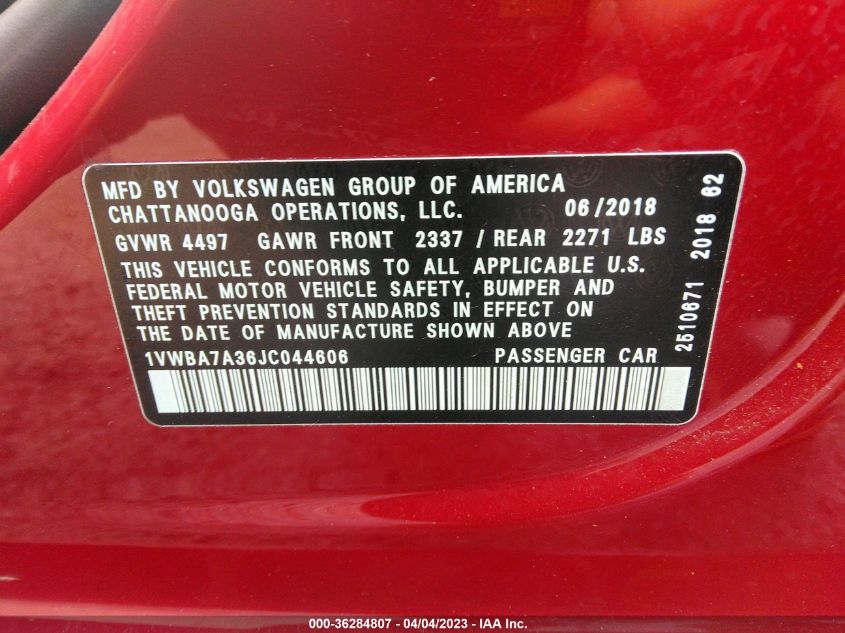 MFD BY VOLKSWAGEN GROUP OF AMERICA
CHATTANOOGA OPERATIONS, LLC. 06/2018
GVWR 4497 GAWR FRONT 2337 / REAR 2271 LBS
THIS VEHICLE CONFORMS TO ALL APPLICABLE U.S.
FEDERAL MOTOR VEHICLE SAFETY, BUMPER AND
THEFT PREVENTION STANDARDS IN EFFECT ON
THE DATE OF MANUFACTURE SHOWN ABOVE
1VWBA7A36JC044606 PASSENGER CAR
2510671 2018 62
000-36284807 - 04/04/2023 - IAA Inc.